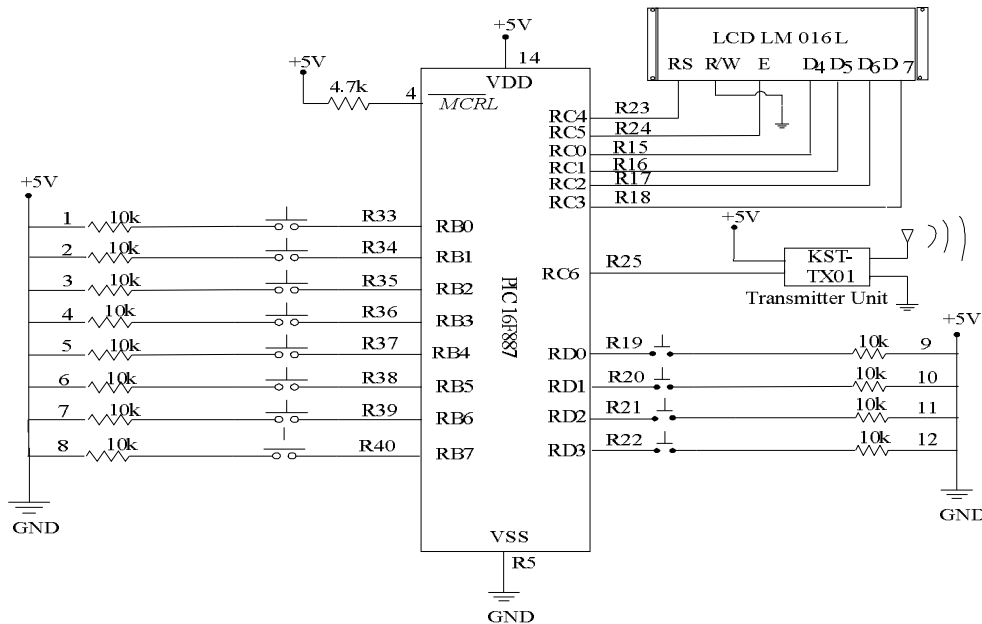 +5V
LCD LM 016L
RS R/W E D4 D5 D6 D 7
+5V
14
VDD
4.7k
4
MCRL
RC4
R23
RC5
R24
RC0
R15
RC1
R16
RC2
R17
RC3
R18
+5V
1
10k
R33
RB0
2
10k
R34
RB1
3
10k
R35
RB2
4
10k
R36
RB3
5
10k
R37
RB4
6
10k
R38
RB5
7
10k
R39
RB6
8
10k
R40
RB7
GND
PIC 16F887
+5V
RC6
R25
KST-
TX01
Transmitter Unit
+5V
RD0
R19
10k
9
RD1
R20
10k
10
RD2
R21
10k
11
RD3
R22
10k
12
GND
VSS
R5
GND